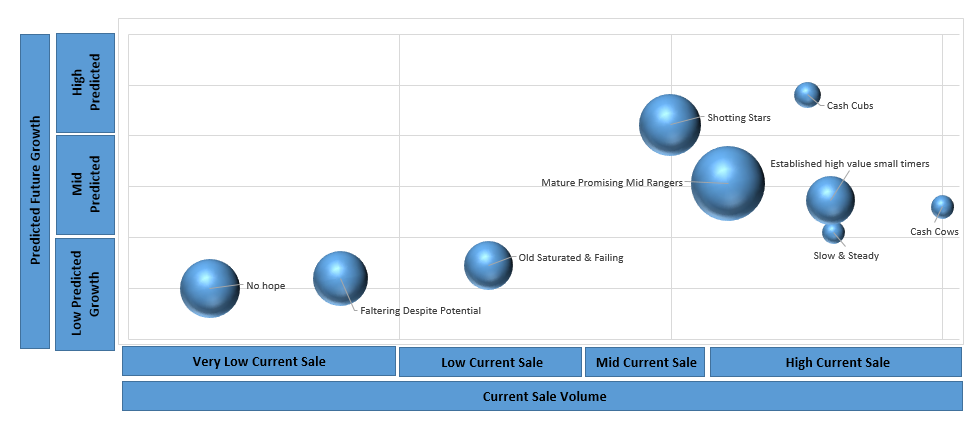 Predicted Future Growth
High
Predicted
Mid
Predicted
Low Predicted
Growth
Cash Cubs
Shotting Stars
Established high value small timers
Mature Promising Mid Rangers
Cash Cows
Slow & Steady
Old Saturated & Failing
No hope
Faltering Despite Potential
Very Low Current Sale
Low Current Sale
Mid Current Sale
High Current Sale
Current Sale Volume